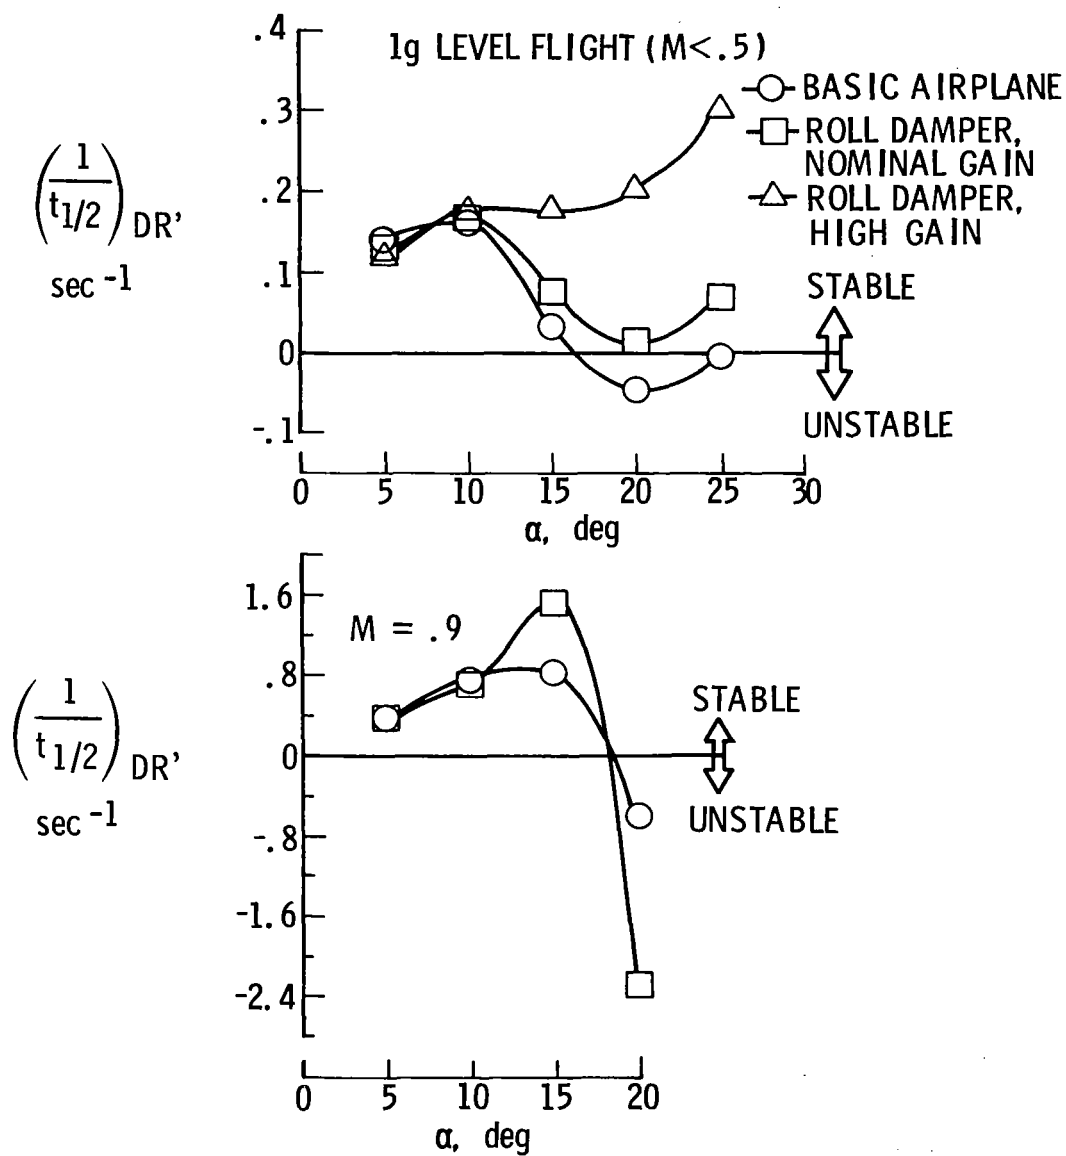 .4
1g LEVEL FLIGHT (M<.5)
BASIC AIRPLANE
.3
ROLL DAMPER,
NOMINAL GAIN
ROLL DAMPER,
HIGH GAIN
(1/t1/2)DR,
sec-1
.2
.1
STABLE
0
UNSTABLE
-.1
0 5 10 15 20 25 30
α, deg
1.6
M = .9
.8
(1/t1/2)DR,
sec-1
STABLE
0
UNSTABLE
-.8
-1.6
-2.4
0 5 10 15 20
α, deg